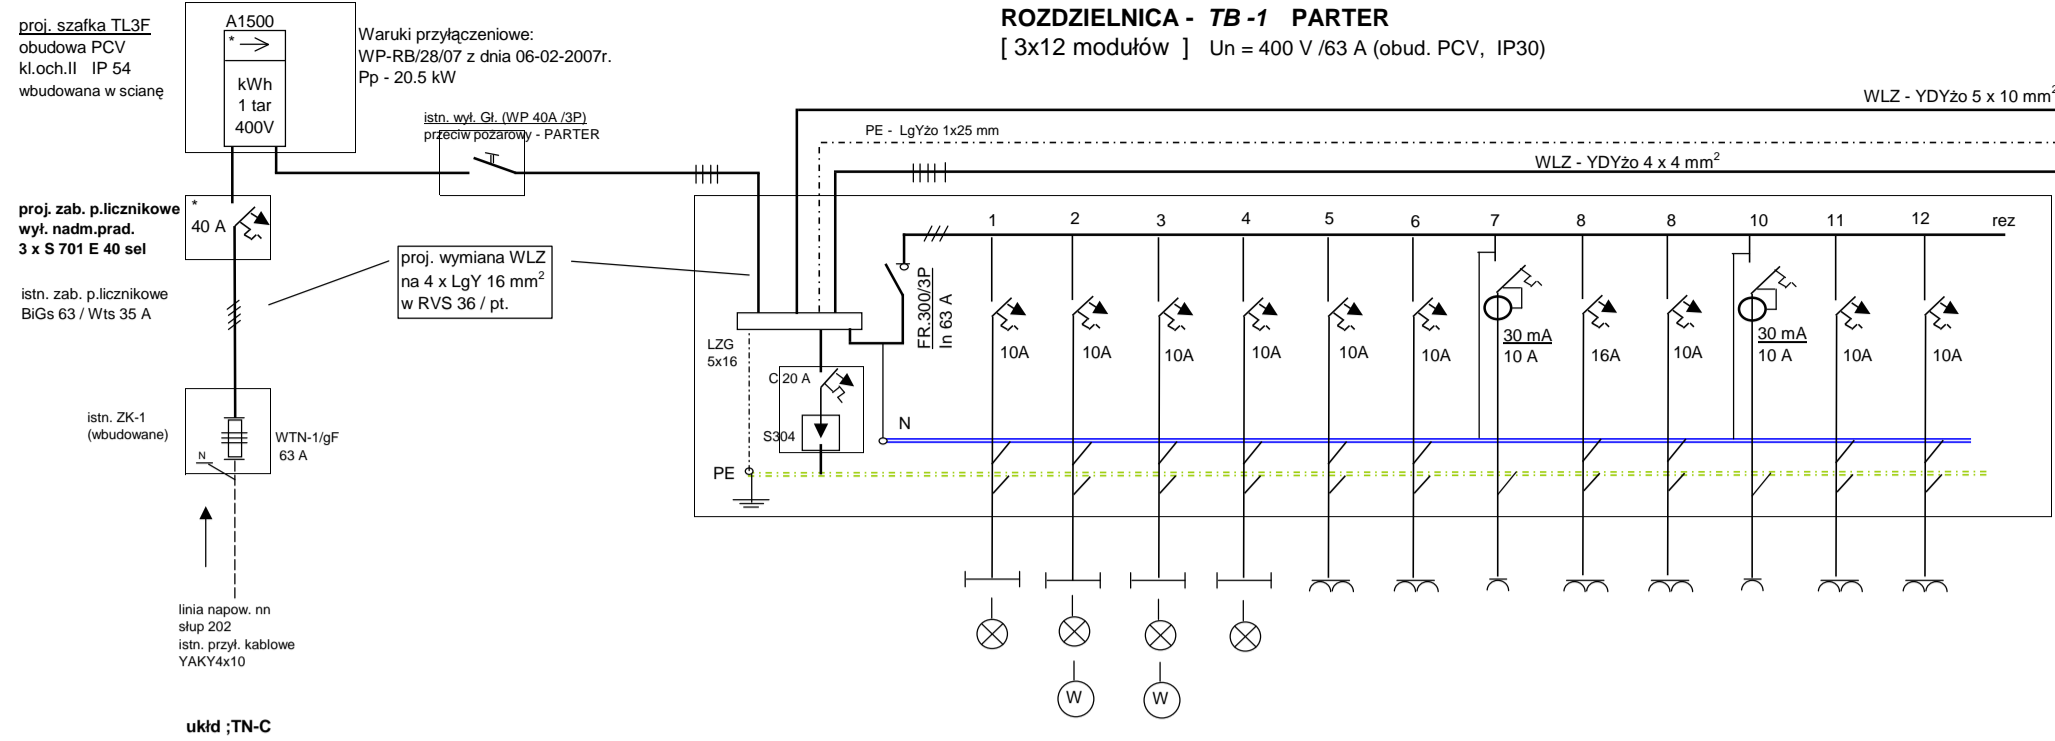 ROZDZIELNICA - TB -1 PARTER
[ 3x12 modułów ] Un = 400 V /63 A (obud. PCV, IP30)
proj. szafka TL3F
obudowa PCV
kl.och.II IP 54
wbudowana w scianę
A1500
*
kWh
1 tar
400V
Waruki przyłączeniowe:
WP-RB/28/07 z dnia 06-02-2007r.
Pp - 20.5 kW
istn. wył. Gł. (WP 40A /3P)
przeciw pożarowy - PARTER
WLZ - YDYżo 5 x 10 mm²
PE - LgYżo 1x25 mm
WLZ - YDYżo 4 x 4 mm²
proj. zab. p.licznikowe
wył. nadm.prad.
3 x S 701 E 40 sel
*
40 A
istn. zab. p.licznikowe
BiGs 63 / Wts 35 A
proj. wymiana WLZ
na 4 x LgY 16 mm²
w RVS 36 / pt.
1 2 3 4 5 6 7 8 8 10 11 12 rez
FR.300/3P
In 63 A
LZG
5x16
10A 10A 10A 10A 10A 10A 30 mA 16A 10A 30 mA 10A 10A
10 A 10 A
C 20 A
S304
N
PE
istn. ZK-1
(wbudowane)
WTN-1/gF
63 A
N
linia napow. nn
słup 202
istn. przył. kablowe
YAKY4x10
W W
ukłd ;TN-C